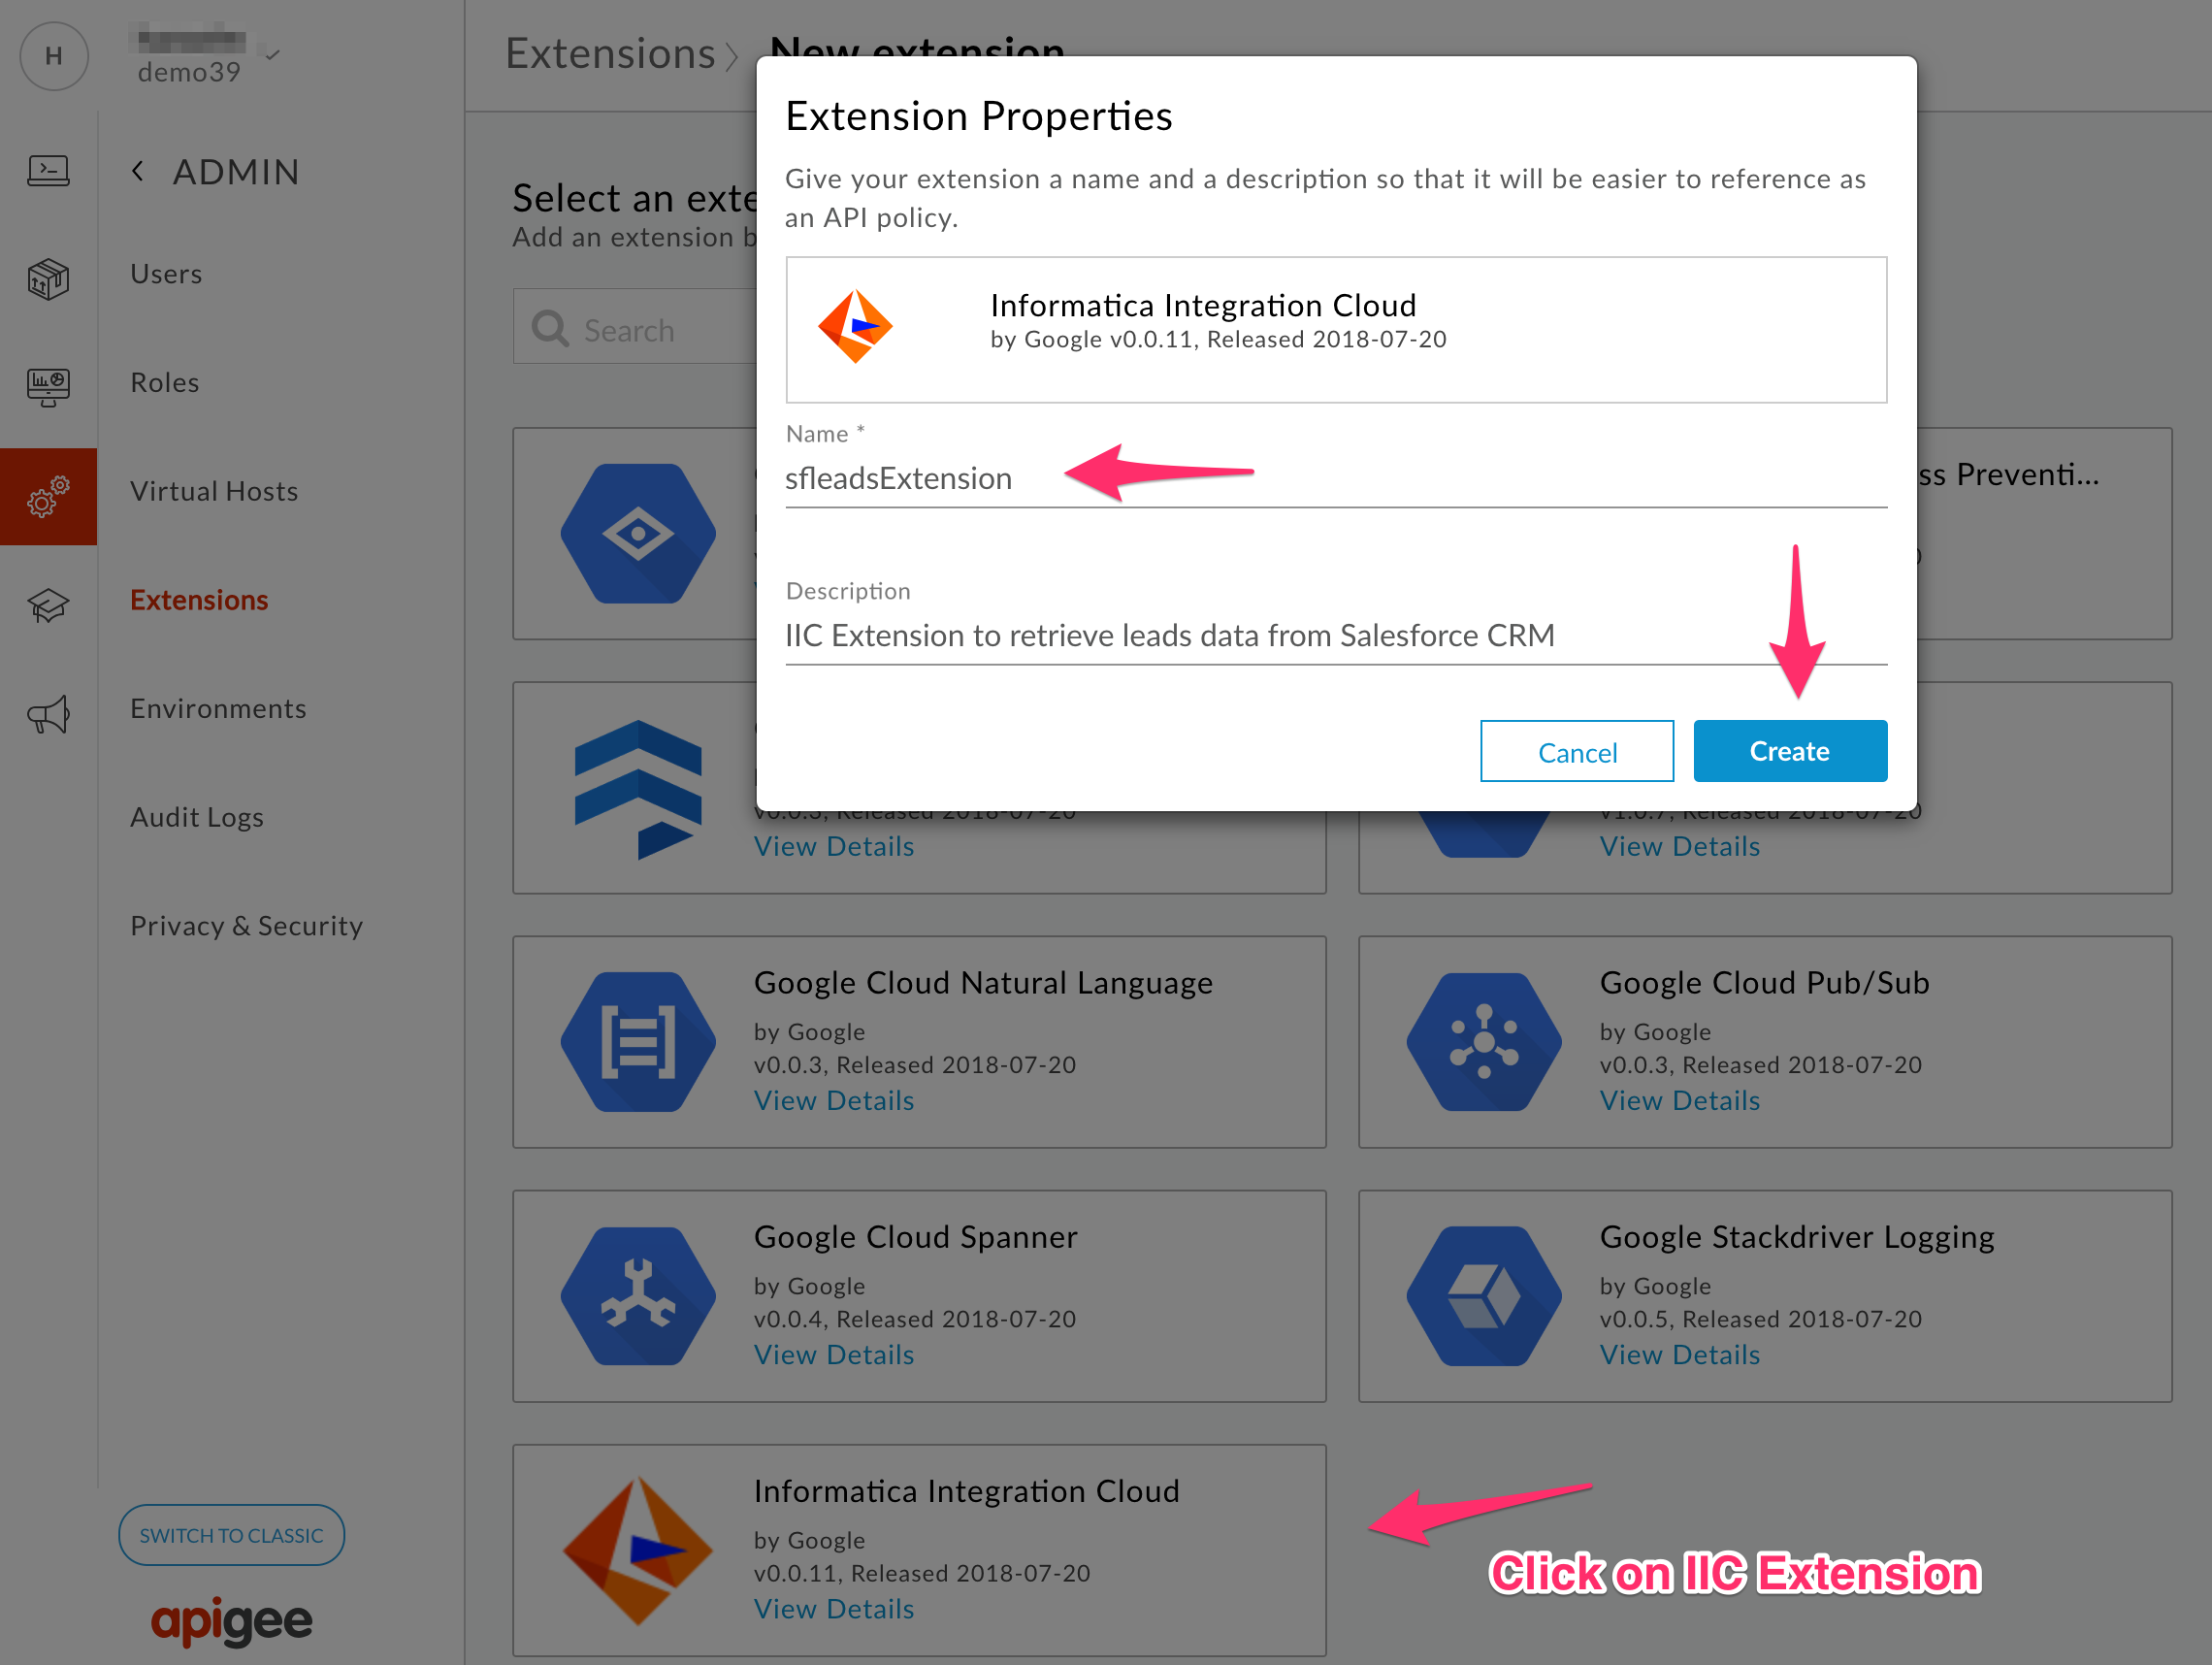 H
demo39
ADMIN
Users
Roles
Virtual Hosts
Extensions
Environments
Audit Logs
Privacy & Security
SWITCH TO CLASSIC
apigee
Extensions
New extension
Select an exte
Add an extension b
Search
Extension Properties
Give your extension a name and a description so that it will be easier to reference as
an API policy.
Informatica Integration Cloud
by Google v0.0.11, Released 2018-07-20
Name *
sfleadsExtension
Description
IIC Extension to retrieve leads data from Salesforce CRM
Cancel
Create
ss Preventi...
v0.0.3, Released 2018-07-20
View Details
v1.0.7, Released 2018-07-20
View Details
Google Cloud Natural Language
by Google
v0.0.3, Released 2018-07-20
View Details
Google Cloud Pub/Sub
by Google
v0.0.3, Released 2018-07-20
View Details
Google Cloud Spanner
by Google
v0.0.4, Released 2018-07-20
View Details
Google Stackdriver Logging
by Google
v0.0.5, Released 2018-07-20
View Details
Informatica Integration Cloud
by Google
v0.0.11, Released 2018-07-20
View Details
Click on IIC Extension